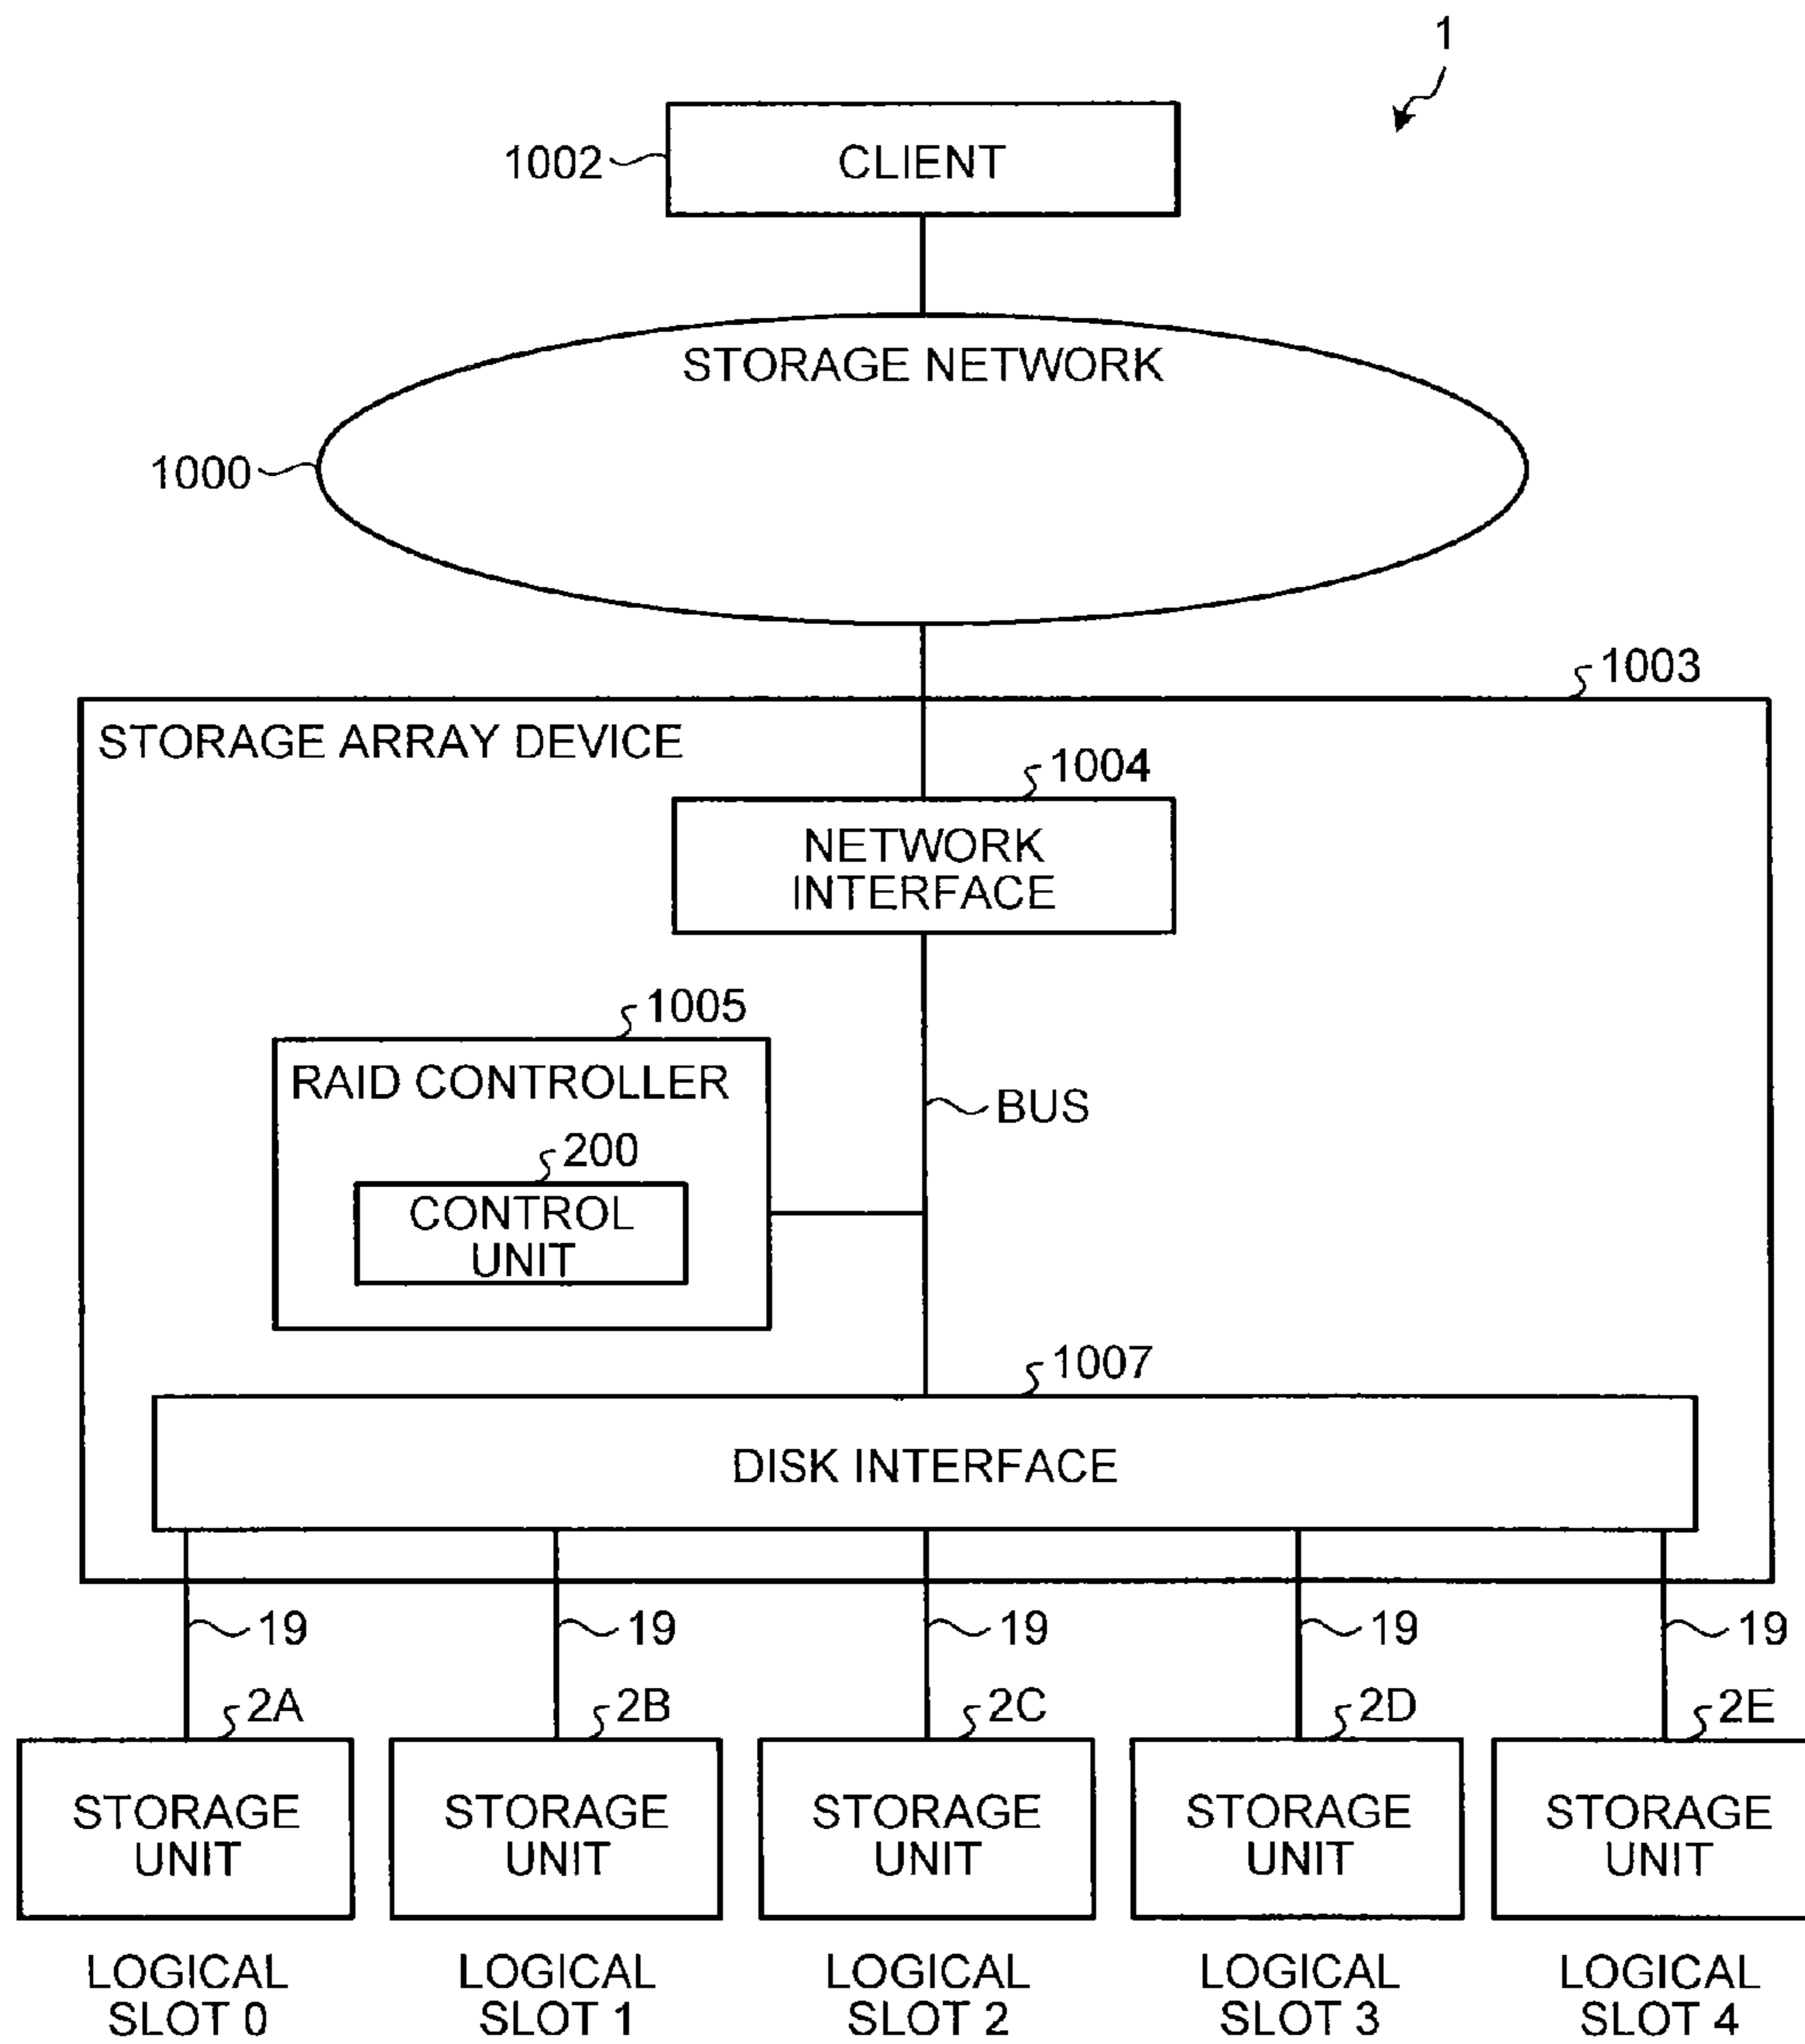 1
1002
CLIENT
STORAGE NETWORK
1000
1003
STORAGE ARRAY DEVICE
1004
NETWORK
INTERFACE
1005
RAID CONTROLLER
BUS
200
CONTROL
UNIT
1007
DISK INTERFACE
19 19 19 19 19
2A 2B 2C 2D 2E
STORAGE
UNIT
STORAGE
UNIT
STORAGE
UNIT
STORAGE
UNIT
STORAGE
UNIT
LOGICAL
SLOT 0
LOGICAL
SLOT 1
LOGICAL
SLOT 2
LOGICAL
SLOT 3
LOGICAL
SLOT 4